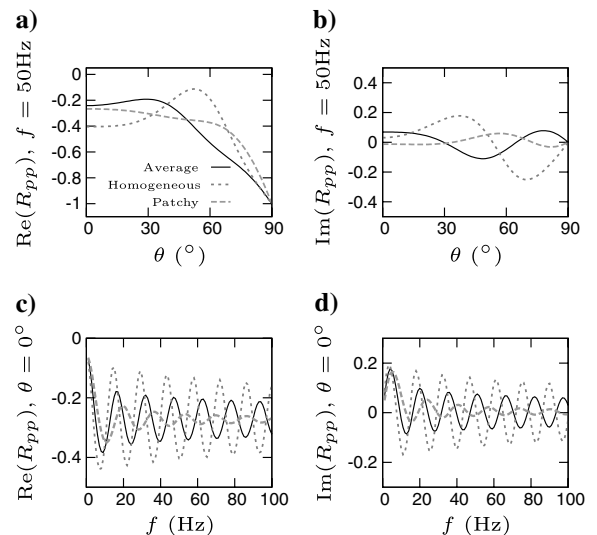 a)
Re(Rpp), f = 50Hz
0
-0.2
-0.4
-0.6
-0.8
-1
Average
Homogeneous
Patchy
0 30 60 90
θ (°)
b)
Im(Rpp), f = 50Hz
0.4
0.2
0
-0.2
-0.4
0 30 60 90
θ (°)
c)
Re(Rpp), θ = 0°
0
-0.2
-0.4
0 20 40 60 80 100
f (Hz)
d)
Im(Rpp), θ = 0°
0.2
0
-0.3
0 20 40 60 80 100
f (Hz)